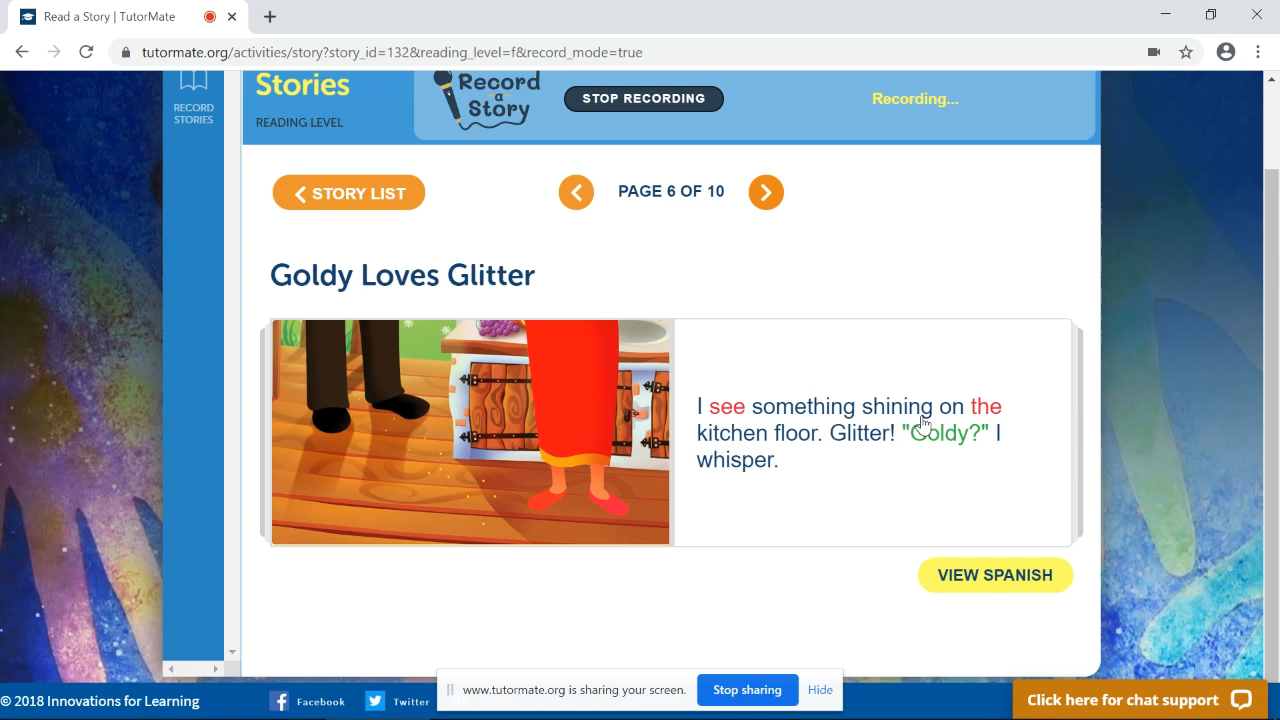 Read a Story | TutorMate
tutormate.org/activities/story?story_id=132&reading_level=f&record_mode=true
RECORD
STORIES
Stories
READING LEVEL
Record
a
Story
STOP RECORDING
Recording...
STORY LIST
PAGE 6 OF 10
Goldy Loves Glitter
I see something shining on the
kitchen floor. Glitter! "Goldy?" I
whisper.
VIEW SPANISH
© 2018 Innovations for Learning
Facebook
Twitter
www.tutormate.org is sharing your screen.
Stop sharing
Hide
Click here for chat support